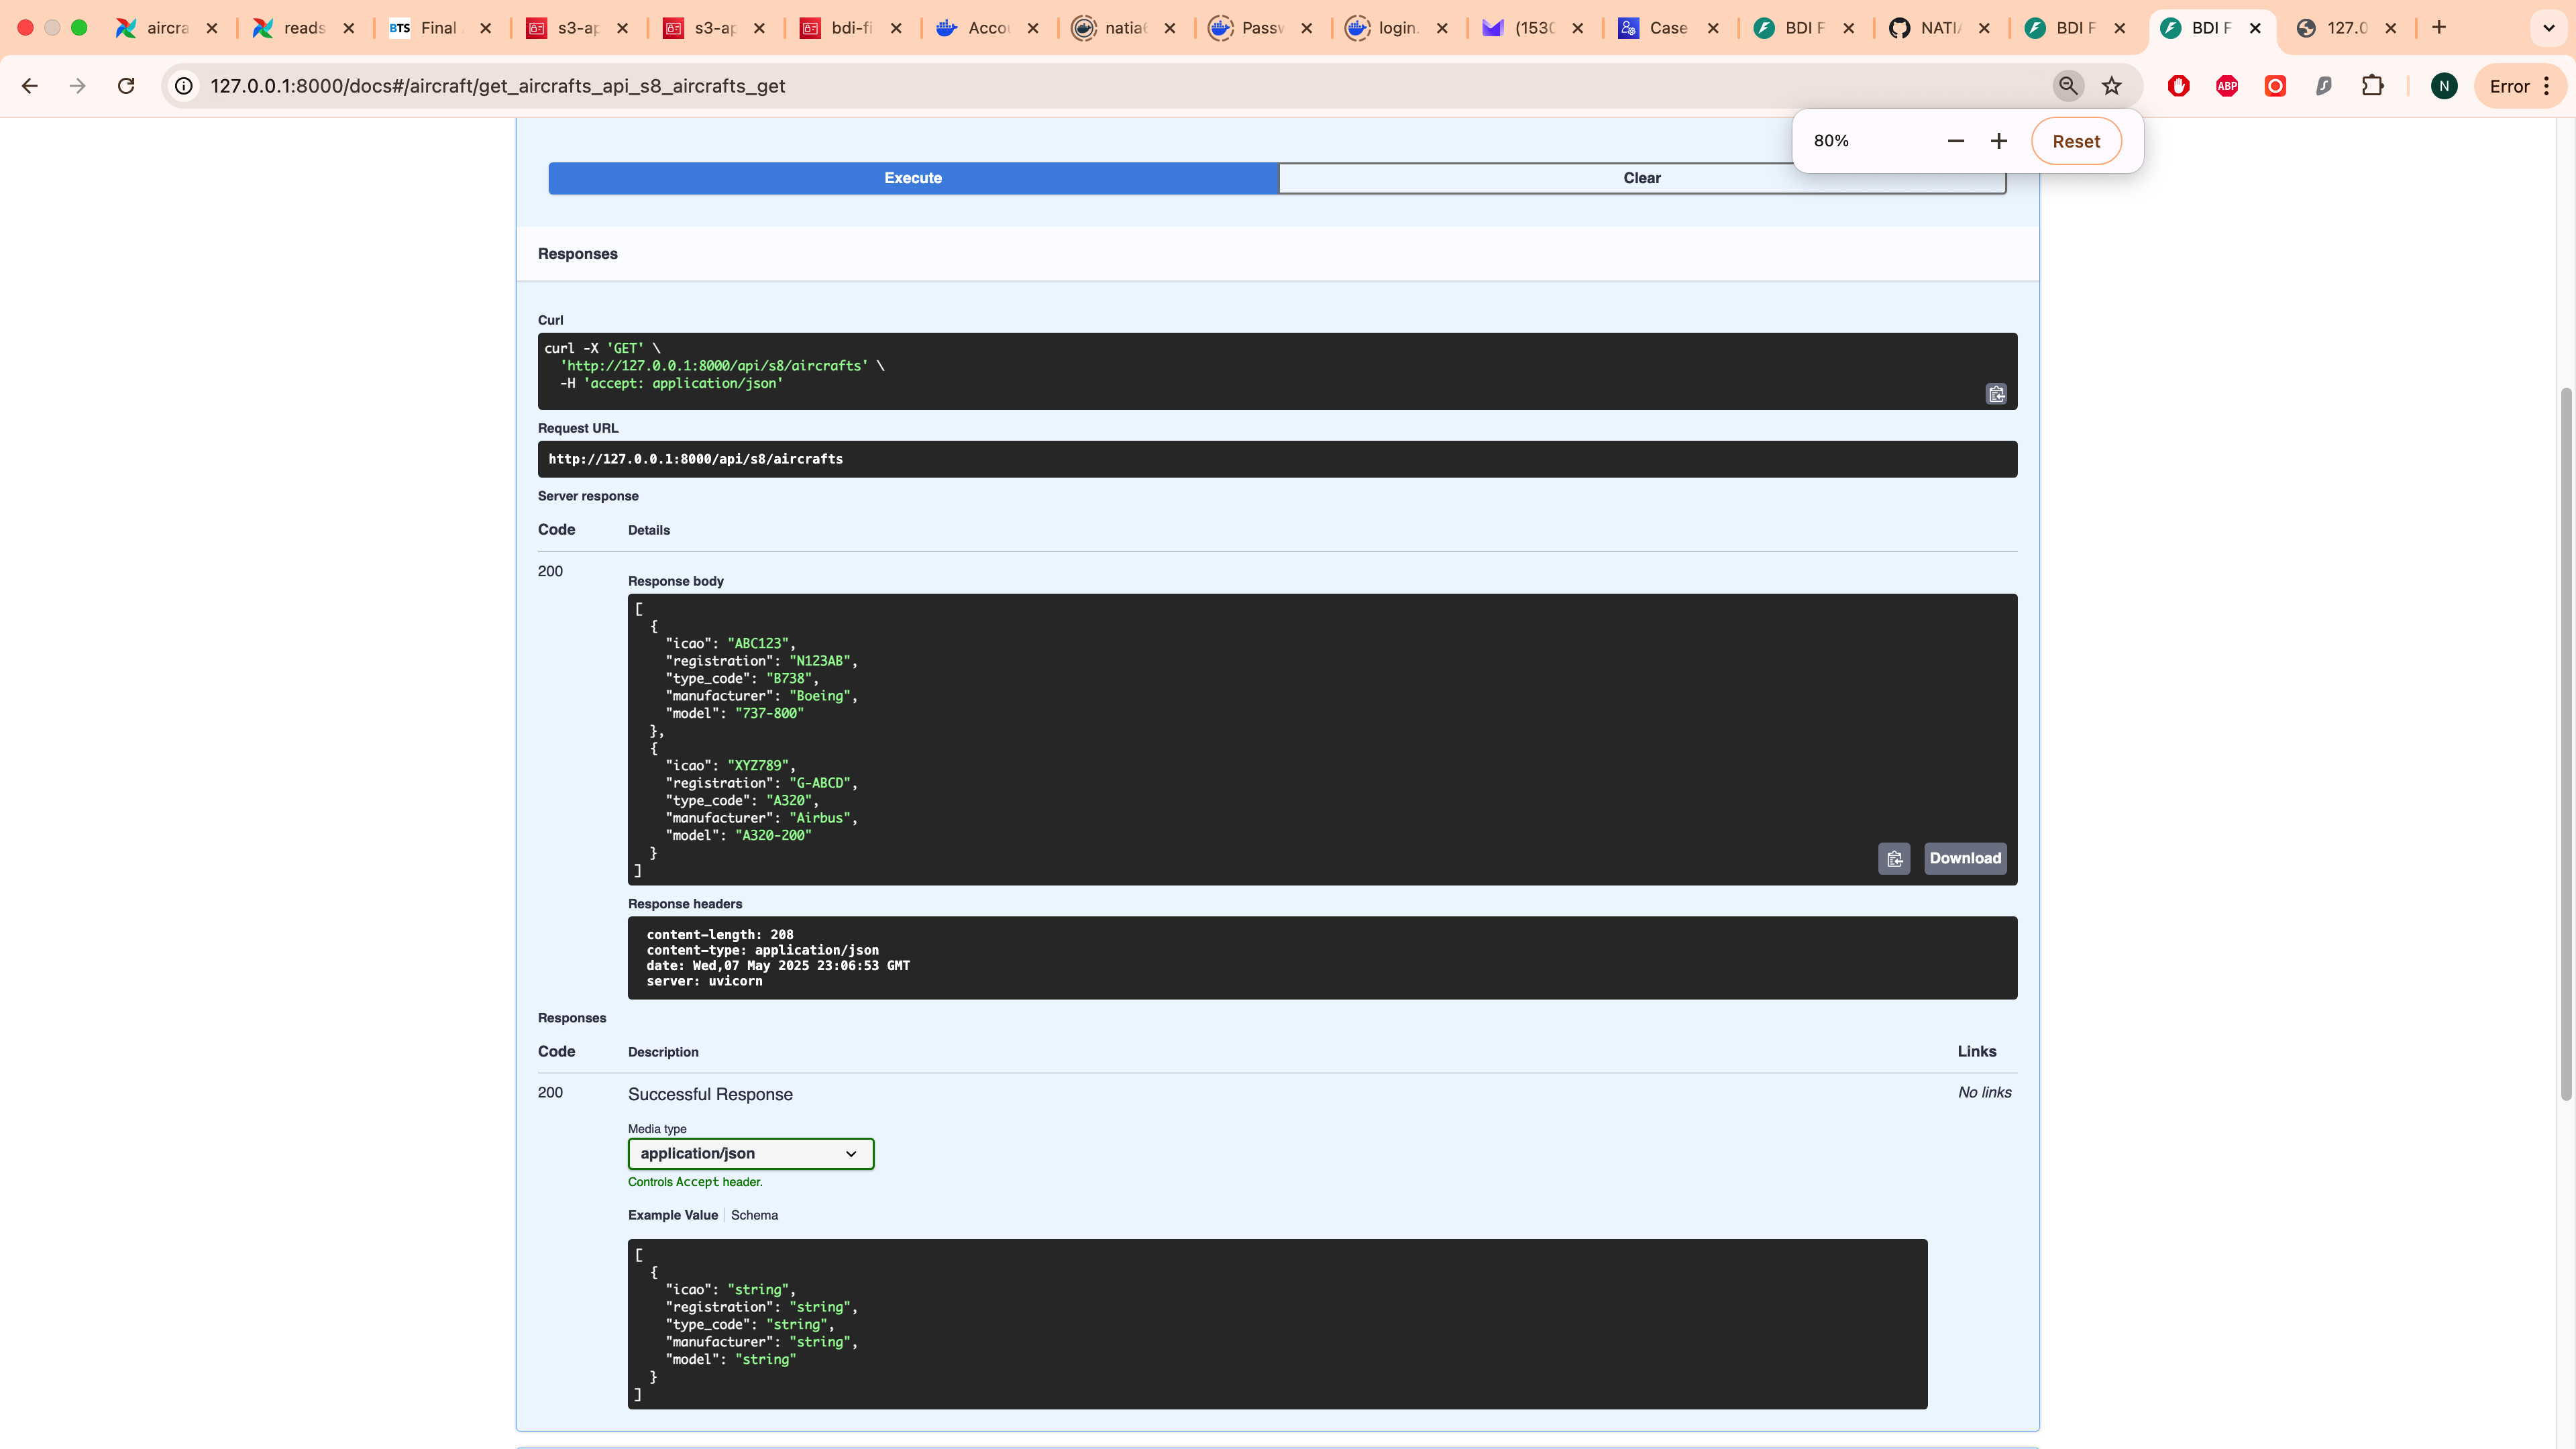 aircra
reads
BTS Final
s3-ap
s3-ap
bdi-fi
Accou
natia
Passw
login.
(1530
Case
BDI F
NATIA
BDI F
BDI F
127.0
127.0.0.1:8000/docs#/aircraft/get_aircrafts_api_s8_aircrafts_get
ABP
N
Error
80%
Reset
Execute
Clear
Responses
Curl
curl -X 'GET' \
'http://127.0.0.1:8000/api/s8/aircrafts' \
-H 'accept: application/json'
Request URL
http://127.0.0.1:8000/api/s8/aircrafts
Server response
Code Details
200
Response body
[
{
"icao": "ABC123",
"registration": "N123AB",
"type_code": "B738",
"manufacturer": "Boeing",
"model": "737-800"
},
{
"icao": "XYZ789",
"registration": "G-ABCD",
"type_code": "A320",
"manufacturer": "Airbus",
"model": "A320-200"
}
]
Download
Response headers
content-length: 208
content-type: application/json
date: Wed,07 May 2025 23:06:53 GMT
server: uvicorn
Responses
Code Description Links
200 Successful Response No links
Media type
application/json
Controls Accept header.
Example Value Schema
[
{
"icao": "string",
"registration": "string",
"type_code": "string",
"manufacturer": "string",
"model": "string"
}
]